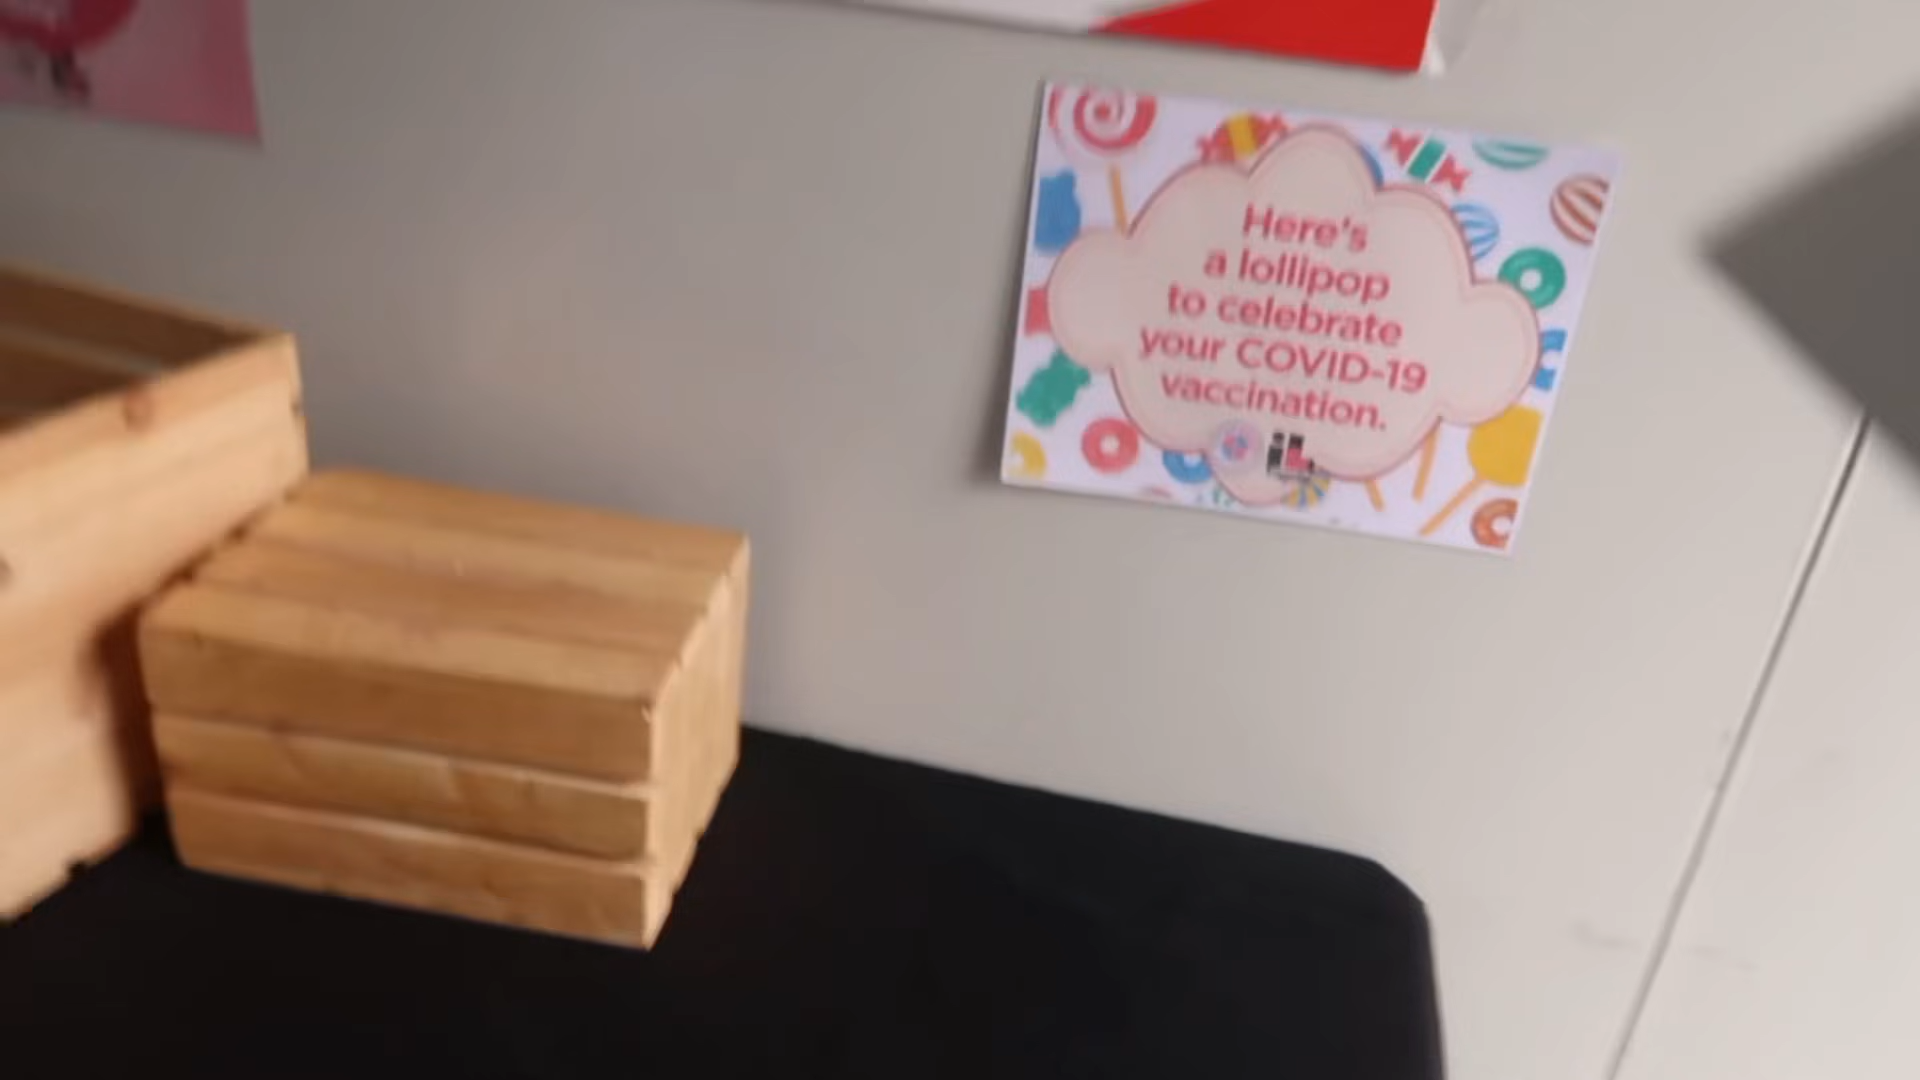 Here's
a lollipop
to celebrate
your COVID-19
vaccination.